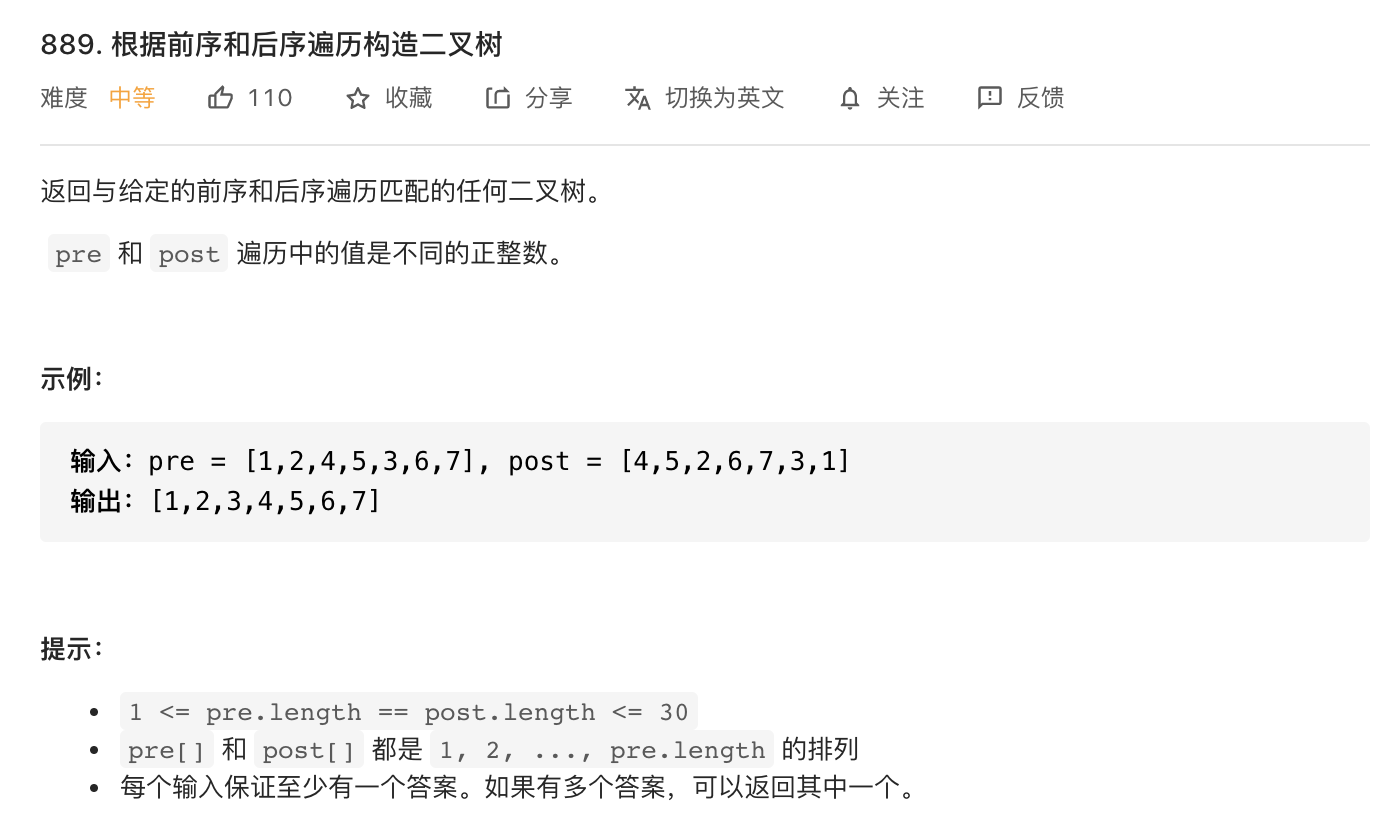 889. 根据前序和后序遍历构造二叉树
难度 中等 110 收藏 分享 切换为英文 关注 反馈
返回与给定的前序和后序遍历匹配的任何二叉树。
pre 和 post 遍历中的值是不同的正整数。
示例：
输入：pre = [1,2,4,5,3,6,7], post = [4,5,2,6,7,3,1]
输出：[1,2,3,4,5,6,7]
提示：
• 1 <= pre.length == post.length <= 30
• pre[] 和 post[] 都是 1, 2, ..., pre.length 的排列
• 每个输入保证至少有一个答案。如果有多个答案，可以返回其中一个。